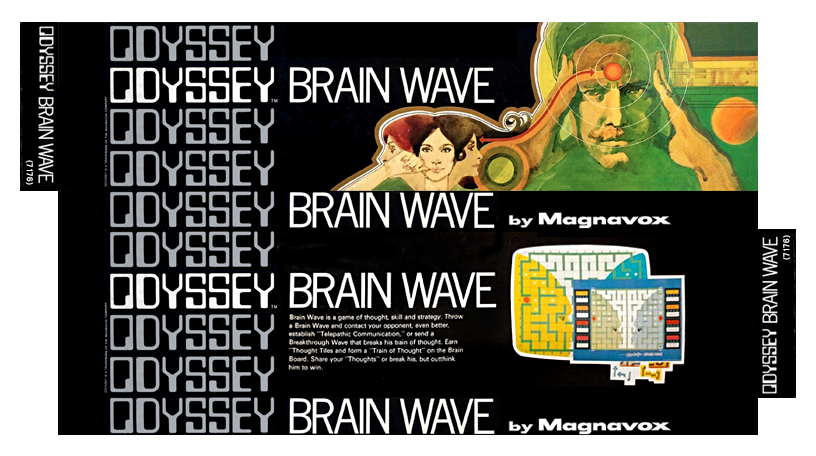 ODYSSEY BRAIN WAVE (7176)
ODYSSEY
ODYSSEY™ BRAIN WAVE
ODYSSEY
ODYSSEY
ODYSSEY BRAIN WAVE by Magnavox
ODYSSEY
ODYSSEY™ BRAIN WAVE
Brain Wave is a game of thought, skill and strategy. Throw
a Brain Wave and contact your opponent, even better,
establish "Telepathic Communication," or send a
Breakthrough Wave that breaks his train of thought. Earn
"Thought Tiles and form a "Train of Thought" on the Brain
Board. Share your "Thoughts" or break his, but outthink
him to win.
ODYSSEY
ODYSSEY
ODYSSEY BRAIN WAVE by Magnavox
ODYSSEY BRAIN WAVE (7176)